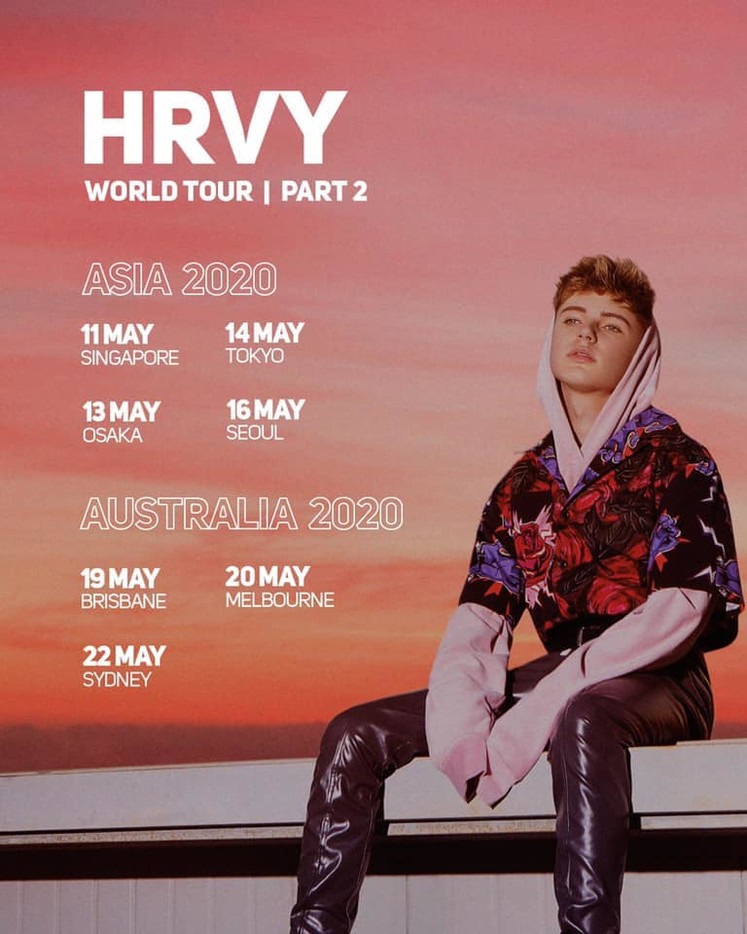 HRVY
WORLD TOUR | PART 2
ASIA 2020
11 MAY
SINGAPORE
14 MAY
TOKYO
13 MAY
OSAKA
16 MAY
SEOUL
AUSTRALIA 2020
19 MAY
BRISBANE
20 MAY
MELBOURNE
22 MAY
SYDNEY